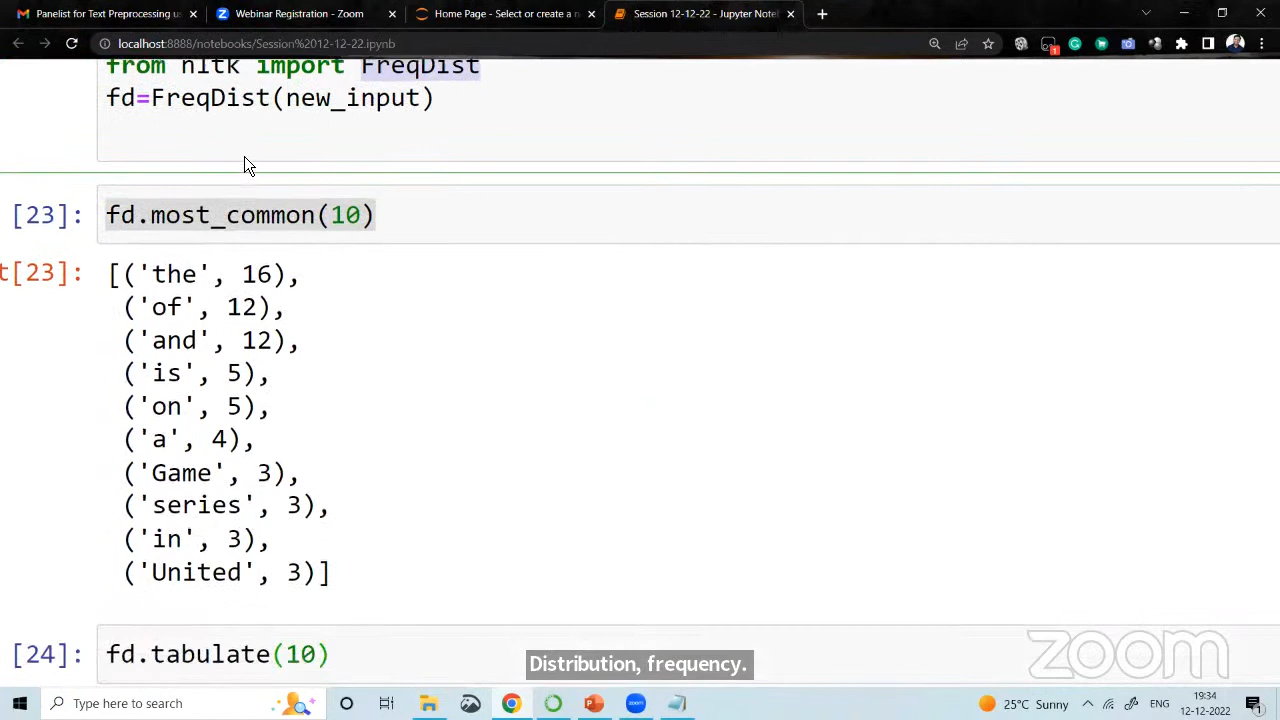 Panelist for Text Preprocessing u
Webinar Registration - Zoom
Home Page - Select or create a n
Session 12-12-22 - Jupyter Note
localhost:8888/notebooks/Session%2012-12-22.ipynb
from nltk import FreqDist
fd=FreqDist(new_input)
[23]: fd.most_common(10)
t[23]: [('the', 16),
('of', 12),
('and', 12),
('is', 5),
('on', 5),
('a', 4),
('Game', 3),
('series', 3),
('in', 3),
('United', 3)]
[24]: fd.tabulate(10)
zoom
Distribution, frequency.
Type here to search
zoom
25°C Sunny
ENG
19:34
12-12-2022
1